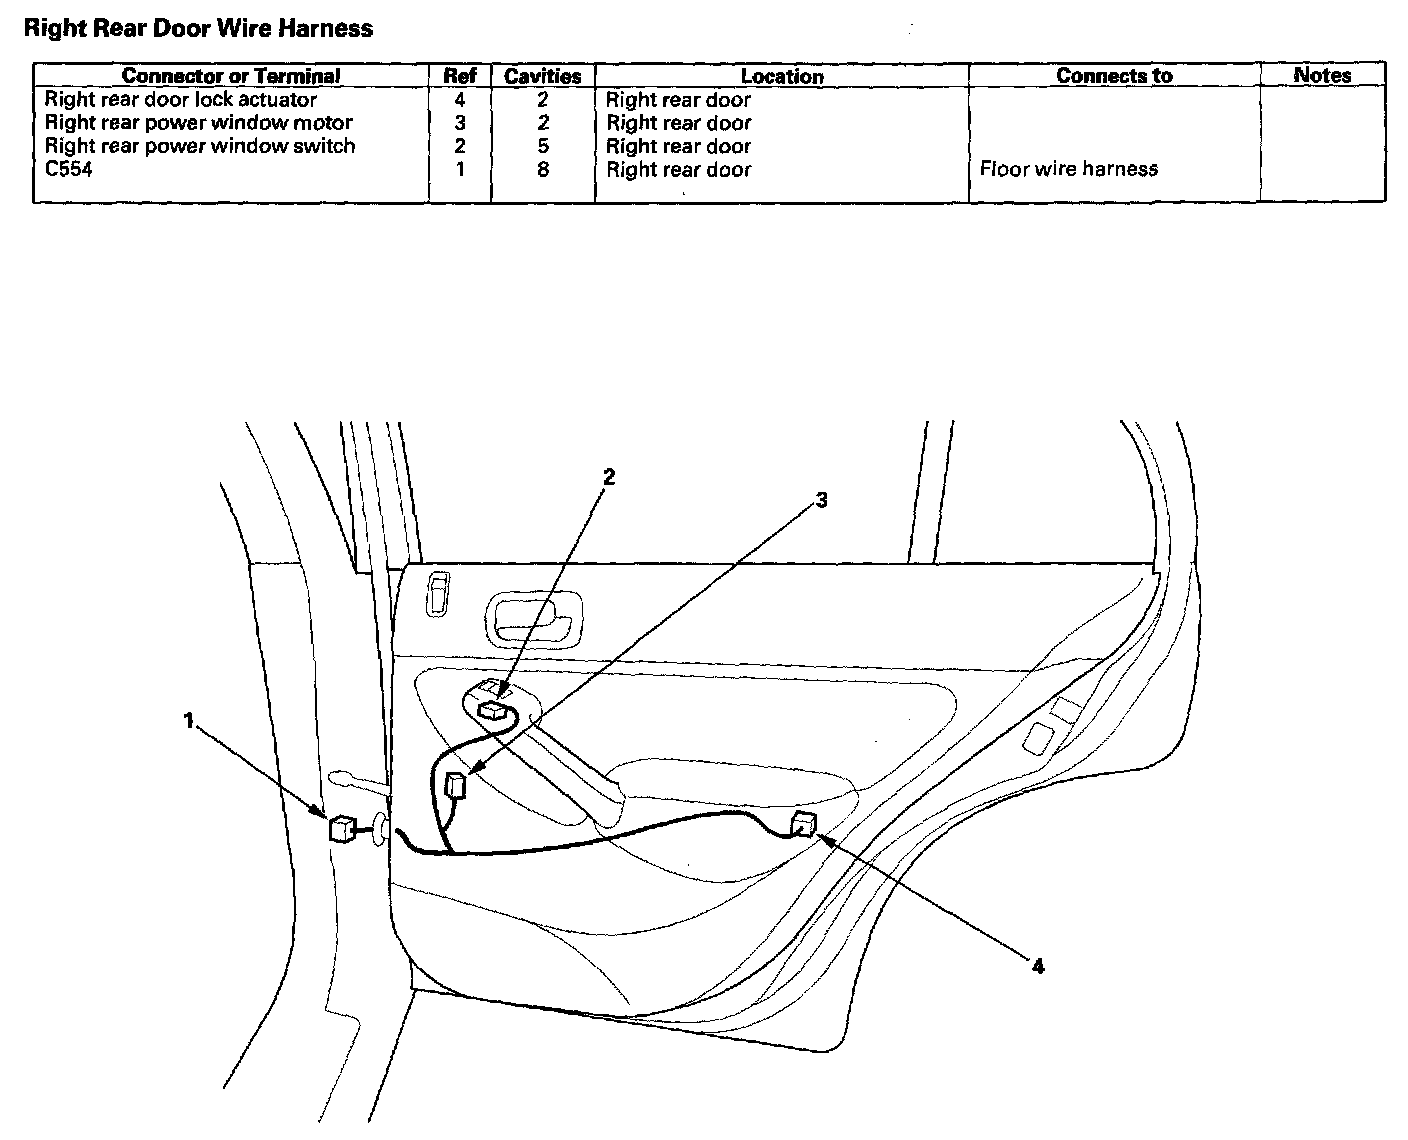 Right Rear Door Wire Harness
Connector or Terminal Ref Cavities Location Connects to Notes
Right rear door lock actuator 4 2 Right rear door
Right rear power window motor 3 2 Right rear door
Right rear power window switch 2 5 Right rear door
C554 1 8 Right rear door Floor wire harness
2
3
1
4